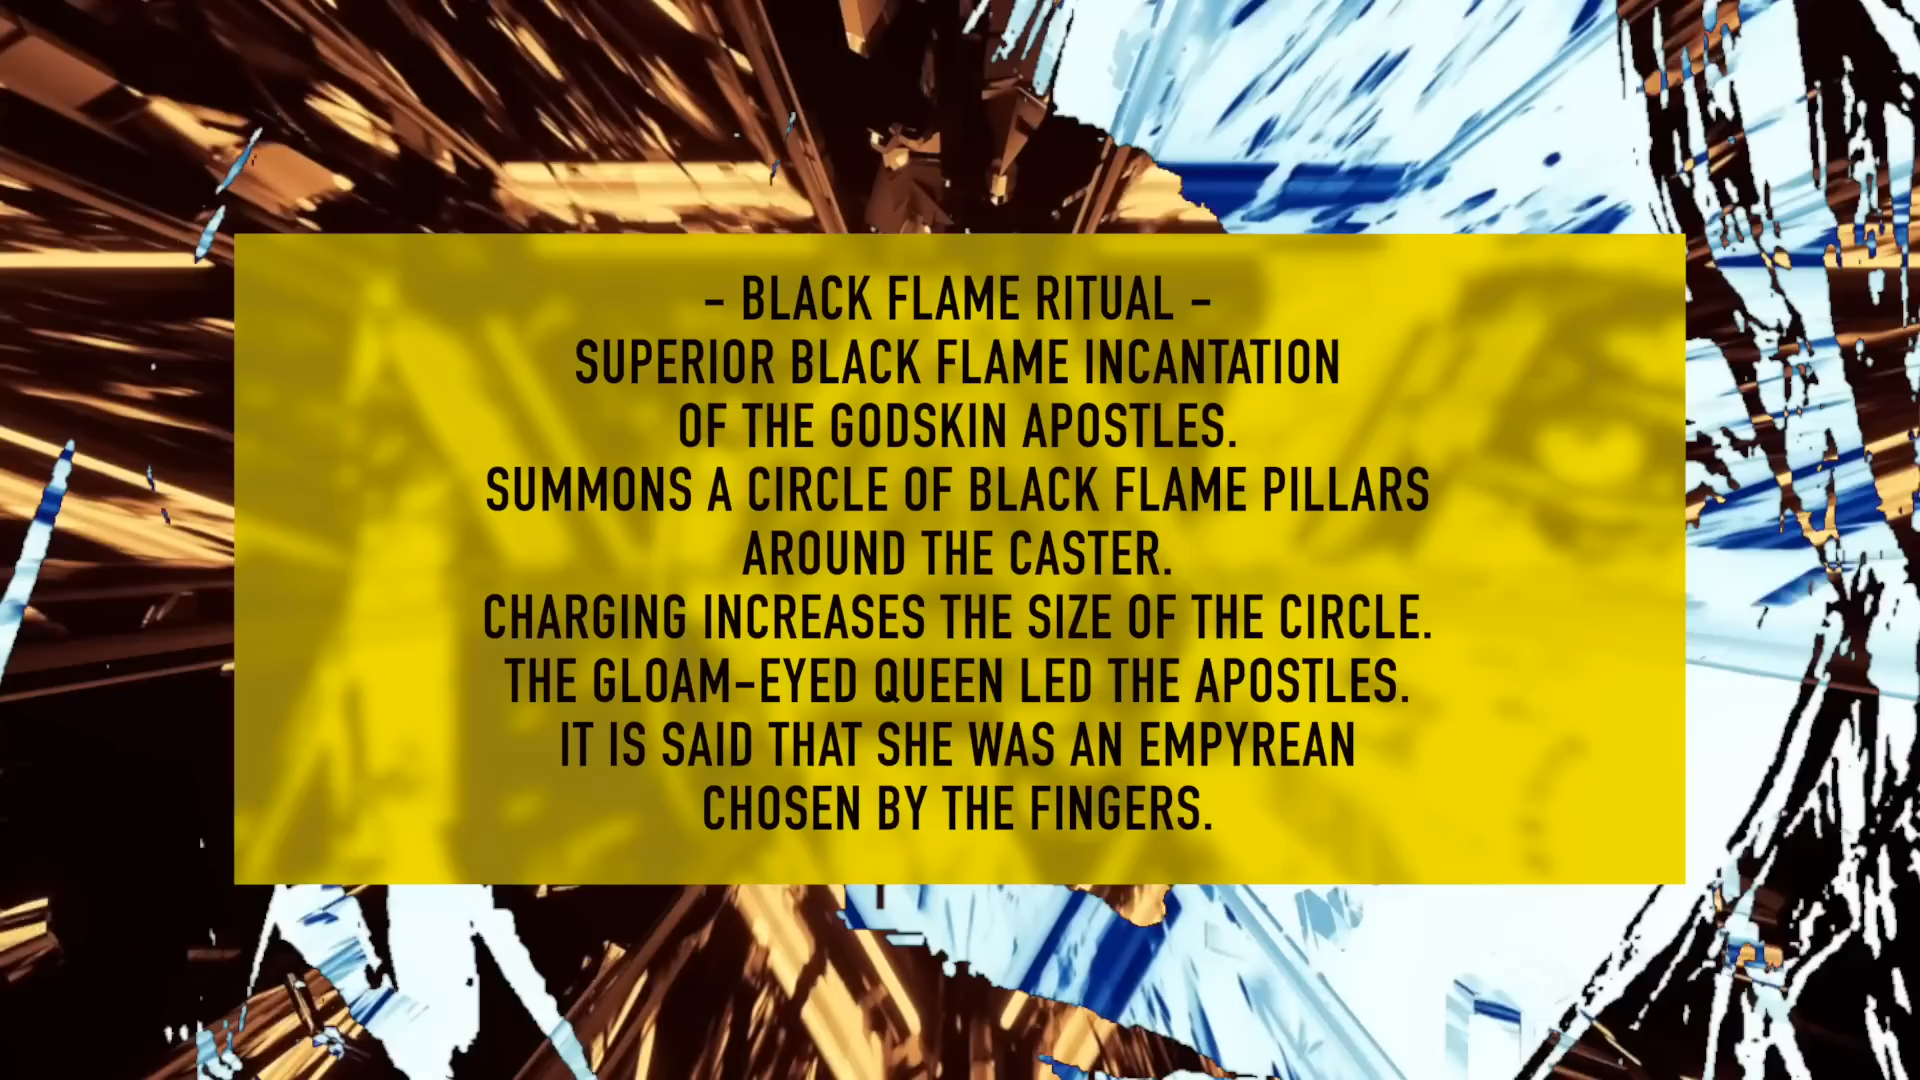 - BLACK FLAME RITUAL -
SUPERIOR BLACK FLAME INCANTATION
OF THE GODSKIN APOSTLES.
SUMMONS A CIRCLE OF BLACK FLAME PILLARS
AROUND THE CASTER.
CHARGING INCREASES THE SIZE OF THE CIRCLE.
THE GLOAM-EYED QUEEN LED THE APOSTLES.
IT IS SAID THAT SHE WAS AN EMPYREAN
CHOSEN BY THE FINGERS.